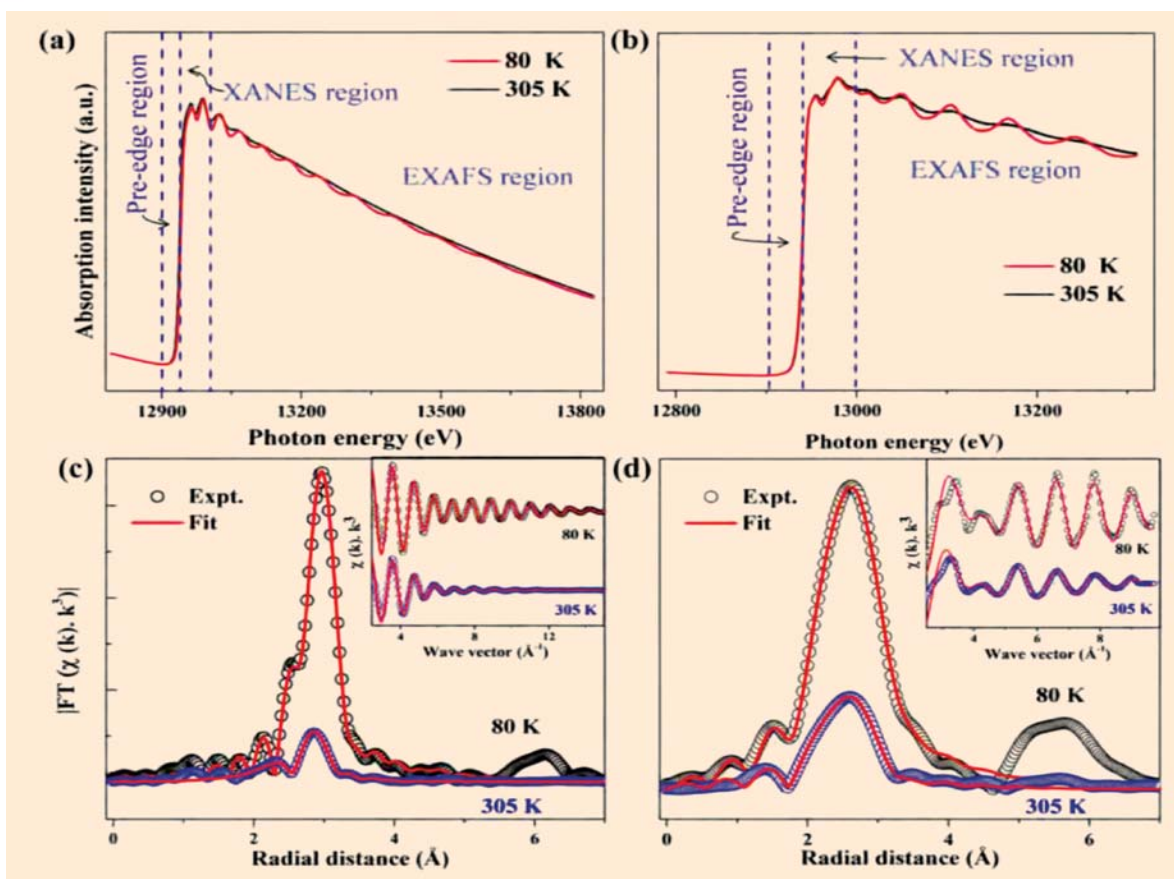 (a)
80 K
305 K
XANES region
Pre-edge region
EXAFS region
Absorption intensity (a.u.)
12900 13200 13500 13800
Photon energy (eV)
(b)
XANES region
Pre-edge region
EXAFS region
80 K
305 K
12800 13000 13200
Photon energy (eV)
(c)
Expt.
Fit
χ (k). k³
80 K
305 K
4 8 12
Wave vector (Å⁻¹)
|FT (χ (k). k³)|
80 K
305 K
0 2 4 6
Radial distance (Å)
(d)
Expt.
Fit
χ (k). k³
80 K
305 K
4 6 8
Wave vector (Å⁻¹)
80 K
305 K
0 2 4 6
Radial distance (Å)